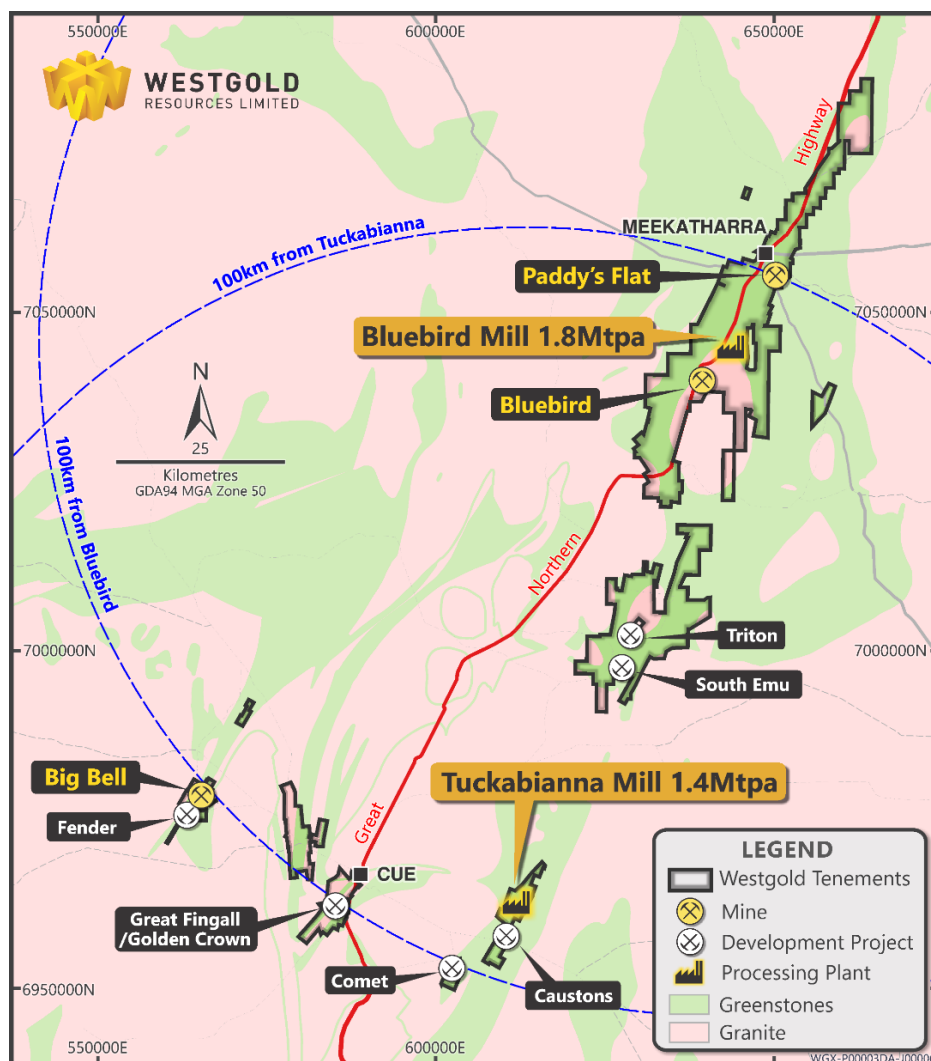 550000E
600000E
650000E
WESTGOLD
RESOURCES LIMITED
Highway
MEEKATHARRA
100km from Tuckabianna
Paddy's Flat
7050000N
7050000N
Bluebird Mill 1.8Mtpa
N
Bluebird
25
Kilometres
GDA94 MGA Zone 50
100km from Bluebird
Northern
7000000N
Triton
7000000N
South Emu
Big Bell
Tuckabianna Mill 1.4Mtpa
Fender
Great
CUE
Great Fingall
/Golden Crown
Comet
Caustons
6950000N
LEGEND
Westgold Tenements
Mine
Development Project
Processing Plant
Greenstones
Granite
550000E
600000E